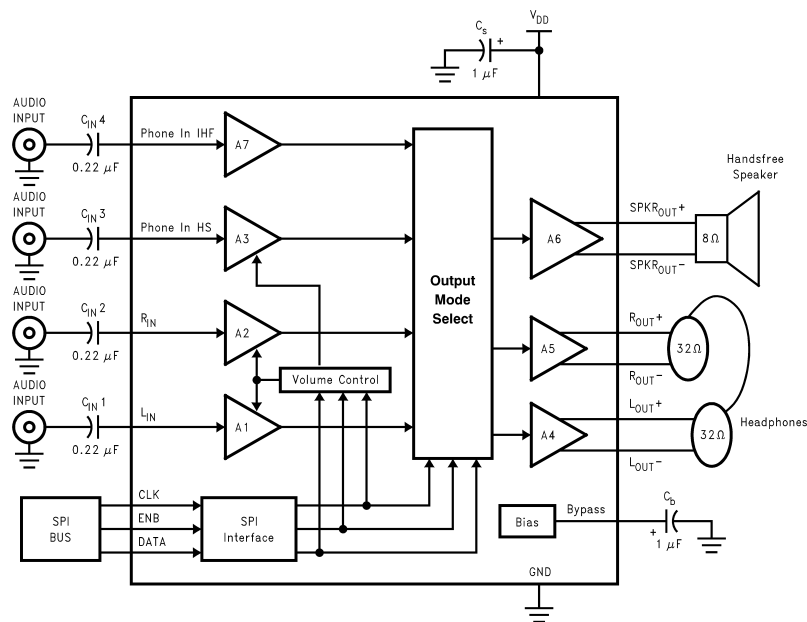 V_DD
C_s
+
1 μF
AUDIO
INPUT
C_IN 4
0.22 μF
Phone In IHF
A7
AUDIO
INPUT
C_IN 3
0.22 μF
Phone In HS
A3
AUDIO
INPUT
C_IN 2
0.22 μF
R_IN
A2
AUDIO
INPUT
C_IN 1
0.22 μF
L_IN
A1
Volume Control
Output
Mode
Select
A6
SPKR_OUT+
SPKR_OUT−
8Ω
Handsfree
Speaker
A5
R_OUT+
R_OUT−
32Ω
A4
L_OUT+
L_OUT−
32Ω
Headphones
SPI
BUS
CLK
ENB
DATA
SPI
Interface
Bias
Bypass
C_b
+
1 μF
GND